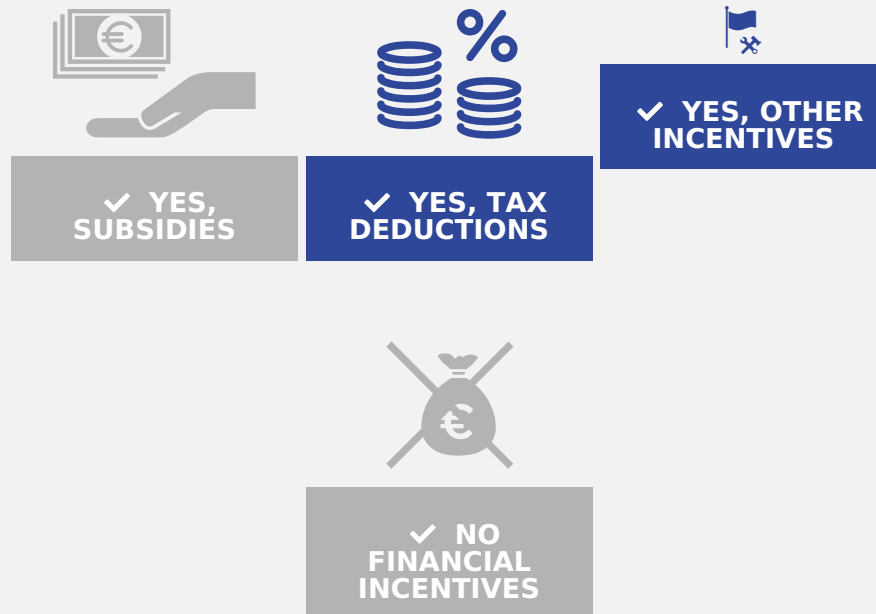 YES,
SUBSIDIES
YES, TAX
DEDUCTIONS
YES, OTHER
INCENTIVES
NO
FINANCIAL
INCENTIVES